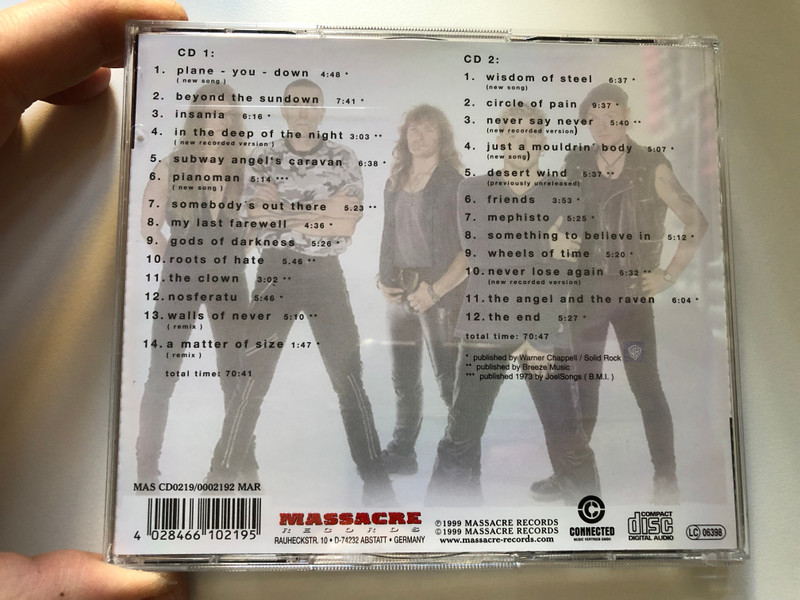 CD 1:
1. plane - you - down 4:48 *
( new song )
2. beyond the sundown 7:41 *
3. insania 6:16 *
4. in the deep of the night 3:03 **
( new recorded version )
5. subway angel's caravan 6:38 *
6. pianoman 5:14 ***
( new song )
7. somebody's out there 5:23 **
8. my last farewell 4:36 *
9. gods of darkness 5:26 *
10. roots of hate 5.46 **
11. the clown 3:02 **
12. nosferatu 5:46 *
13. walls of never 5:10 **
( remix )
14. a matter of size 1:47 *
( remix )
total time: 70:41
CD 2:
1. wisdom of steel 6:37 *
(new song)
2. circle of pain 9:37 *
3. never say never 5:40 **
(new recorded version)
4. just a mouldrin' body 5:07 *
(new song)
5. desert wind 5:37 **
(previously unreleased)
6. friends 3:53 *
7. mephisto 5:25 *
8. something to believe in 5:12 *
9. wheels of time 5:20 *
10. never lose again 6:32 **
(new recorded version)
11. the angel and the raven 6:04 *
12. the end 5:27 *
total time: 70:47
* published by Warner Chappell / Solid Rock
** published by Breeze Music
*** published 1973 by JoelSongs ( B.M.I. )
MAS CD0219/0002192 MAR
4 028466 102195
MASSACRE
RECORDS
RAUHECKSTR. 10 • D-74232 ABSTATT • GERMANY
℗1999 MASSACRE RECORDS
©1999 MASSACRE RECORDS
www.massacre-records.com
CONNECTED
MUSIC VERTRIEB GMBH
COMPACT
disc
DIGITAL AUDIO
LC 06398